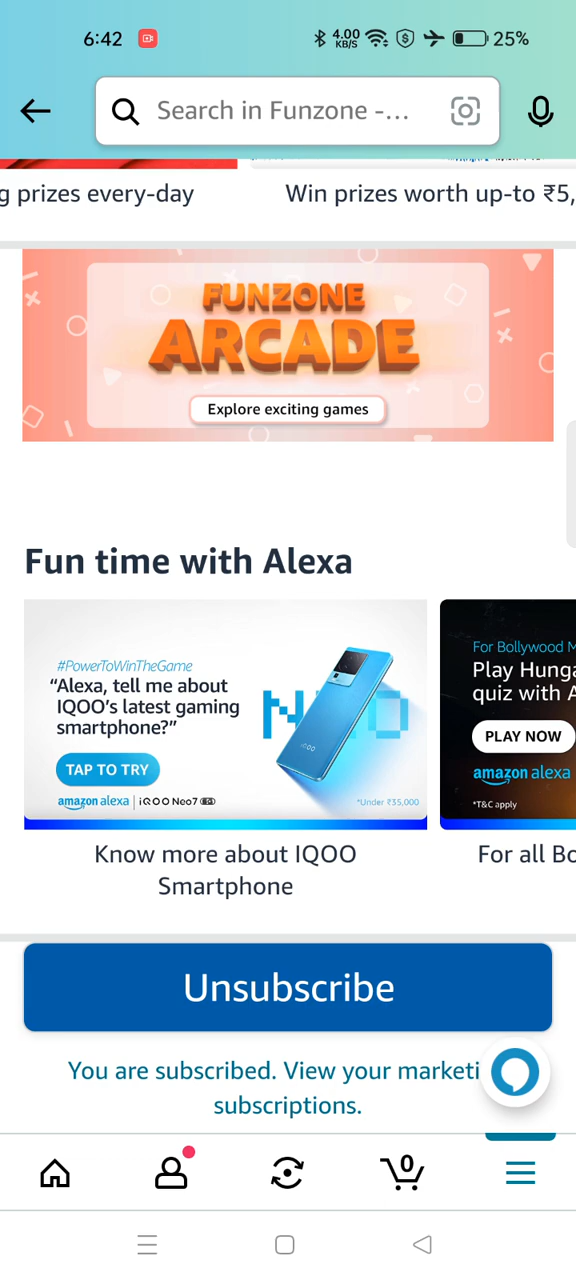 6:42
4.00
KB/S
25%
Search in Funzone -...
g prizes every-day
Win prizes worth up-to ₹5,
FUNZONE
ARCADE
Explore exciting games
Fun time with Alexa
#PowerToWinTheGame
“Alexa, tell me about
IQOO’s latest gaming
smartphone?”
TAP TO TRY
amazon alexa | iQOO Neo7 5G
iQOO
*Under ₹35,000
For Bollywood M
Play Hunga
quiz with A
PLAY NOW
amazon alexa
*T&C apply
Know more about IQOO
Smartphone
For all Bo
Unsubscribe
You are subscribed. View your marketi
subscriptions.
0